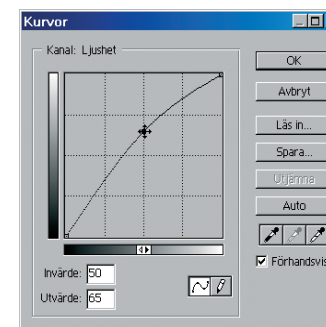 Kurvor
Kanal: Ljushet
OK
Avbryt
Läs in...
Spara...
Utjämna
Auto
Förhandsvis
Invärde: 50
Utvärde: 65